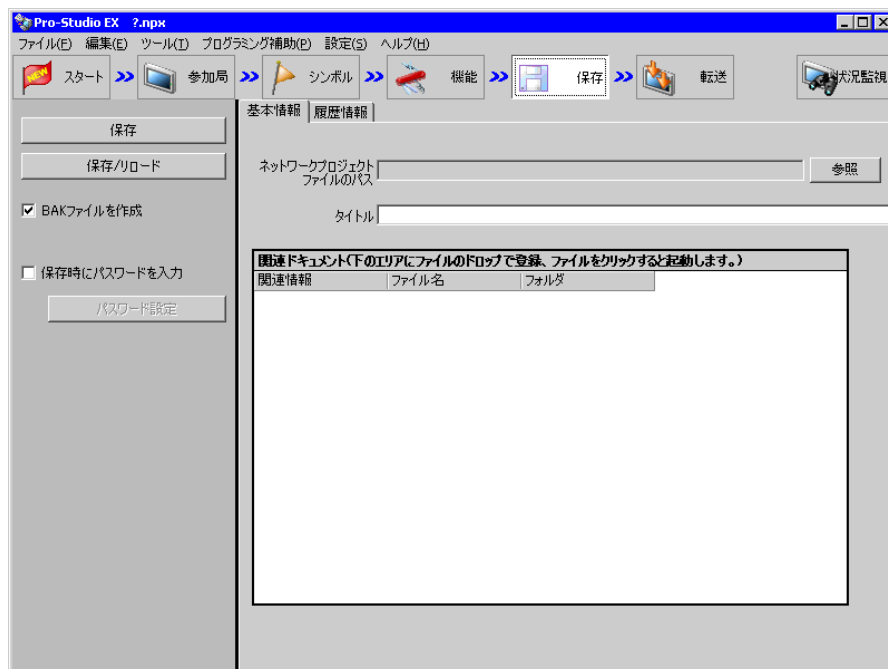 Pro-Studio EX ?.npx
ファイル(F) 編集(E) ツール(T) プログラミング補助(P) 設定(S) ヘルプ(H)
NEW スタート 参加局 シンボル 機能 保存 転送 状況監視
保存
保存/リロード
BAKファイルを作成
保存時にパスワードを入力
パスワード設定
基本情報 履歴情報
ネットワークプロジェクト
ファイルのパス
参照
タイトル
関連ドキュメント(下のエリアにファイルのドロップで登録、ファイルをクリックすると起動します。)
関連情報 ファイル名 フォルダ